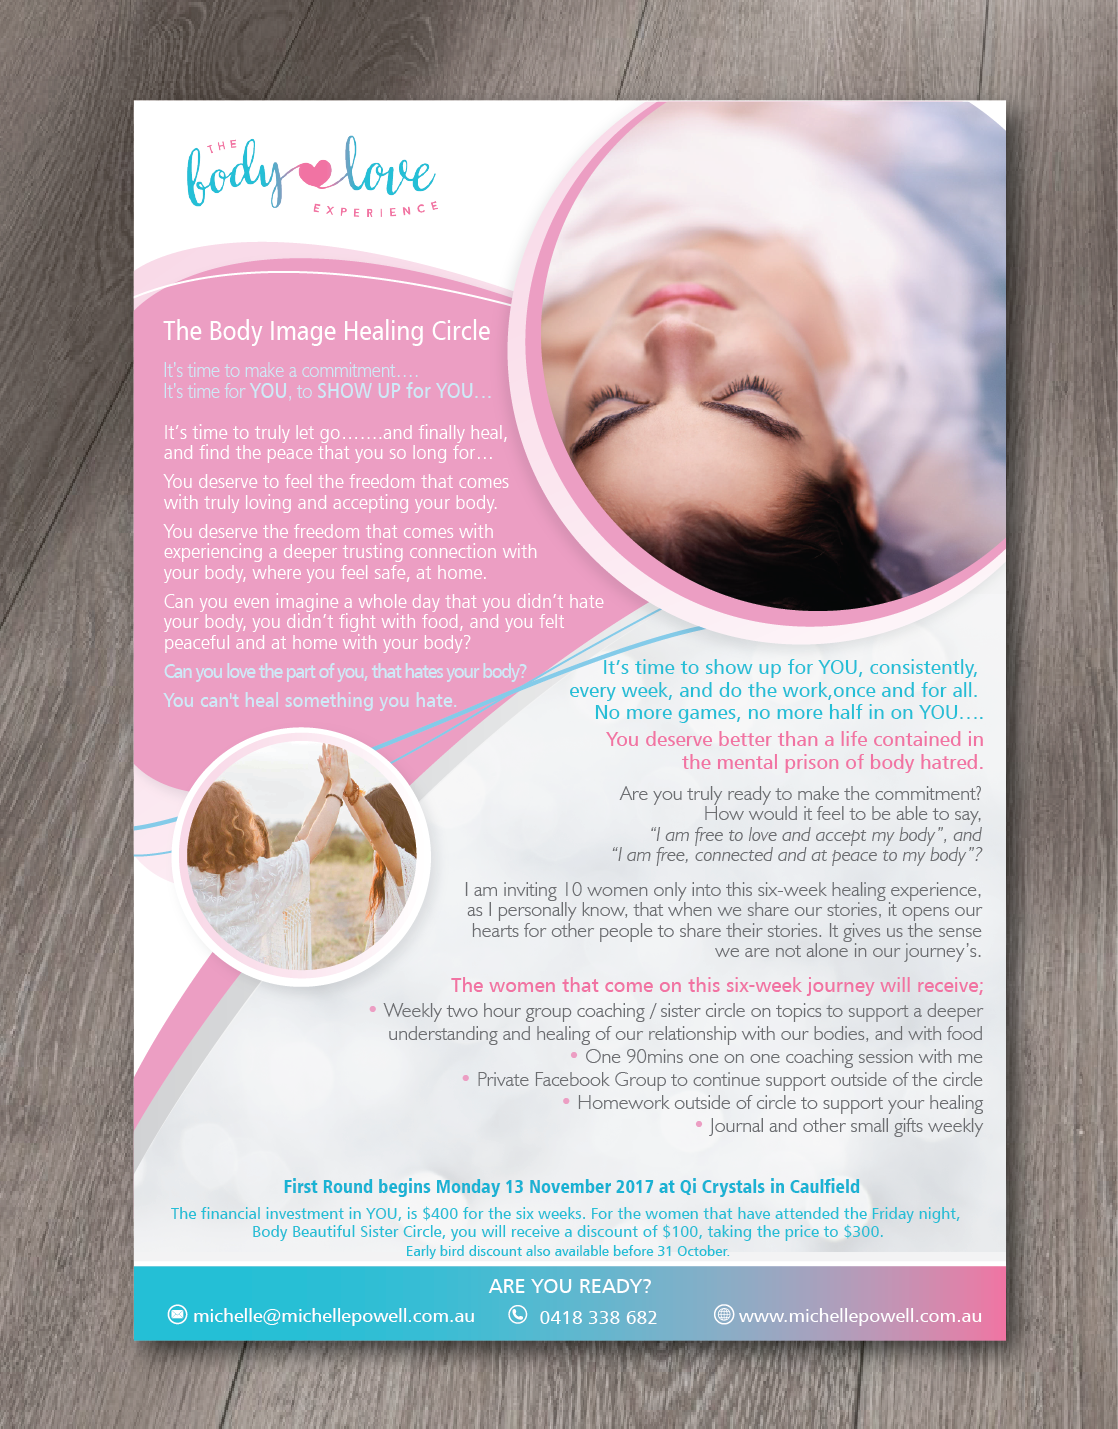 THE
body love
EXPERIENCE
The Body Image Healing Circle
It's time to make a commitment….
It's time for YOU, to SHOW UP for YOU…
It's time to truly let go…….and finally heal,
and find the peace that you so long for…
You deserve to feel the freedom that comes
with truly loving and accepting your body.
You deserve the freedom that comes with
experiencing a deeper trusting connection with
your body, where you feel safe, at home.
Can you even imagine a whole day that you didn't hate
your body, you didn't fight with food, and you felt
peaceful and at home with your body?
Can you love the part of you, that hates your body?
You can't heal something you hate.
It's time to show up for YOU, consistently,
every week, and do the work,once and for all.
No more games, no more half in on YOU….
You deserve better than a life contained in
the mental prison of body hatred.
Are you truly ready to make the commitment?
How would it feel to be able to say,
“I am free to love and accept my body”, and
“I am free, connected and at peace to my body”?
I am inviting 10 women only into this six-week healing experience,
as I personally know, that when we share our stories, it opens our
hearts for other people to share their stories. It gives us the sense
we are not alone in our journey's.
The women that come on this six-week journey will receive;
• Weekly two hour group coaching / sister circle on topics to support a deeper
understanding and healing of our relationship with our bodies, and with food
• One 90mins one on one coaching session with me
• Private Facebook Group to continue support outside of the circle
• Homework outside of circle to support your healing
• Journal and other small gifts weekly
First Round begins Monday 13 November 2017 at Qi Crystals in Caulfield
The financial investment in YOU, is $400 for the six weeks. For the women that have attended the Friday night,
Body Beautiful Sister Circle, you will receive a discount of $100, taking the price to $300.
Early bird discount also available before 31 October.
ARE YOU READY?
michelle@michellepowell.com.au
0418 338 682
www.michellepowell.com.au